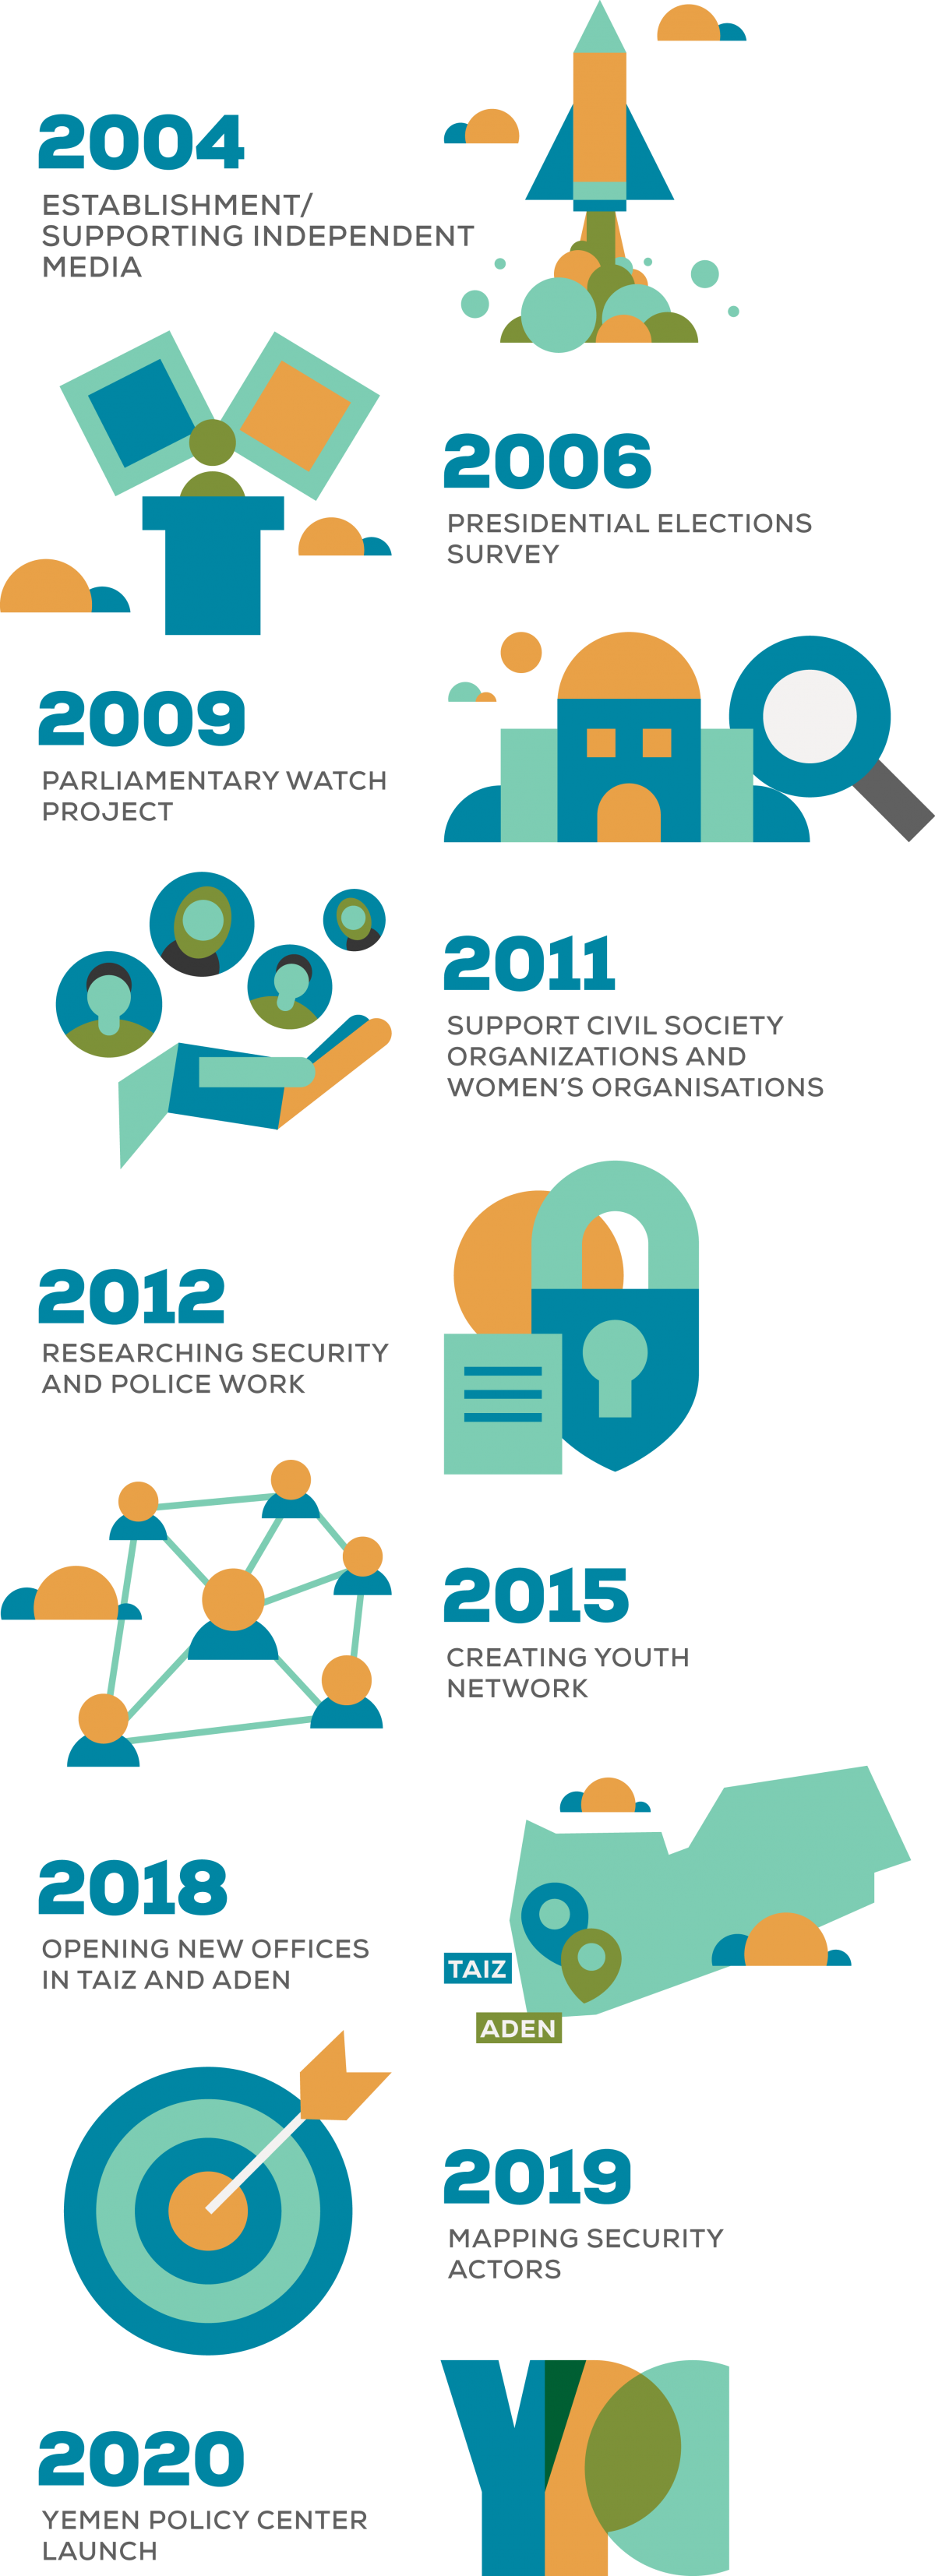 2004
ESTABLISHMENT/
SUPPORTING INDEPENDENT
MEDIA
2006
PRESIDENTIAL ELECTIONS
SURVEY
2009
PARLIAMENTARY WATCH
PROJECT
2011
SUPPORT CIVIL SOCIETY
ORGANIZATIONS AND
WOMEN'S ORGANISATIONS
2012
RESEARCHING SECURITY
AND POLICE WORK
2015
CREATING YOUTH
NETWORK
2018
OPENING NEW OFFICES
IN TAIZ AND ADEN
TAIZ
ADEN
2019
MAPPING SECURITY
ACTORS
2020
YEMEN POLICY CENTER
LAUNCH